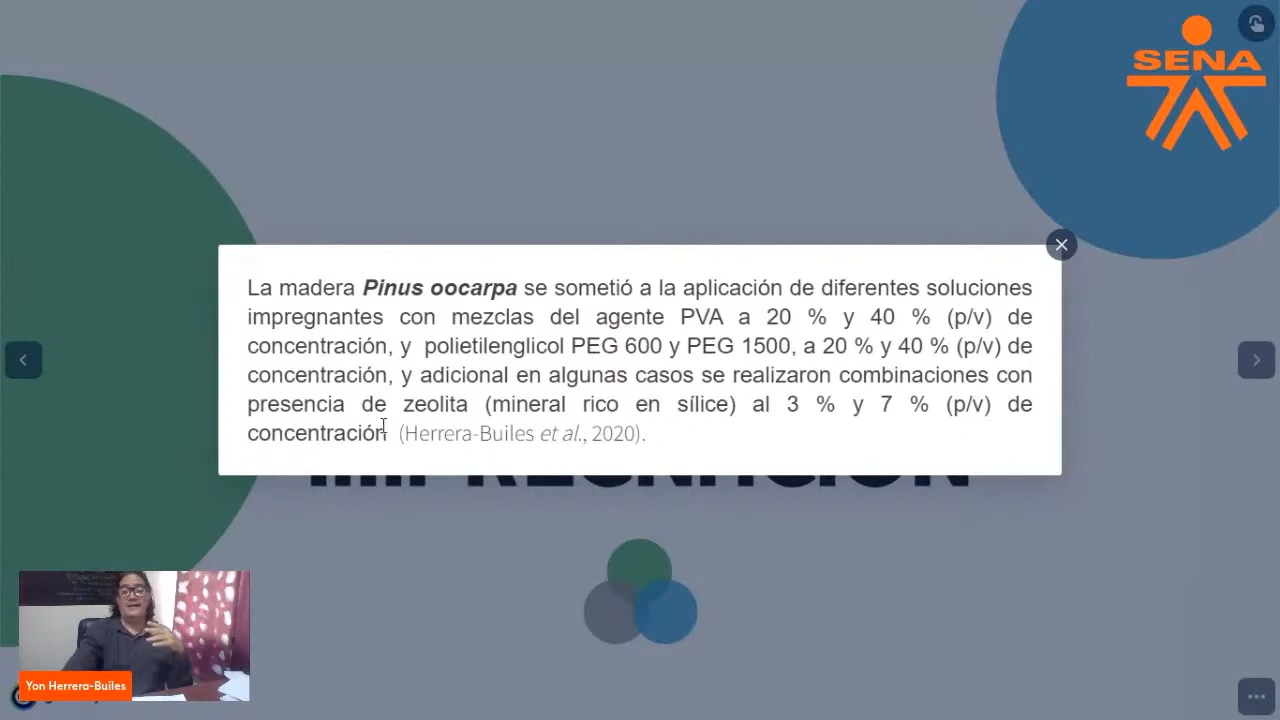 SENA
La madera Pinus oocarpa se sometió a la aplicación de diferentes soluciones
impregnantes con mezclas del agente PVA a 20 % y 40 % (p/v) de
concentración, y polietilenglicol PEG 600 y PEG 1500, a 20 % y 40 % (p/v) de
concentración, y adicional en algunas casos se realizaron combinaciones con
presencia de zeolita (mineral rico en sílice) al 3 % y 7 % (p/v) de
concentración (Herrera-Builes et al., 2020).
Yon Herrera-Builes